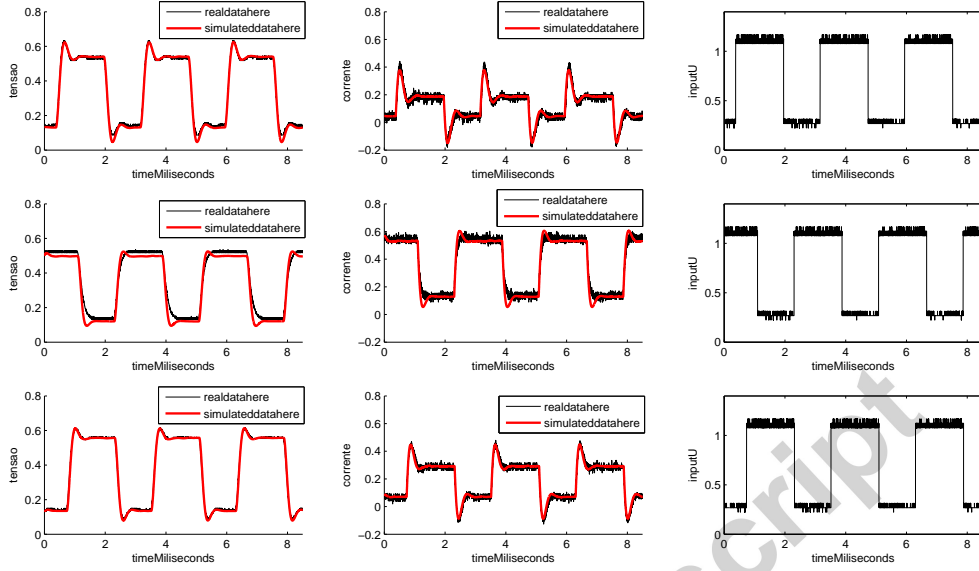 0.8
0.6
0.4
0.2
0
0 2 4 6 8
tensao
timeMiliseconds
realdatahere
simulateddatahere
0.8
0.6
0.4
0.2
0
−0.2
0 2 4 6 8
corrente
timeMiliseconds
realdatahere
simulateddatahere
1
0.5
0
0 2 4 6 8
inputU
timeMiliseconds
0.8
0.6
0.4
0.2
0
0 2 4 6 8
tensao
timeMiliseconds
realdatahere
simulateddatahere
0.8
0.6
0.4
0.2
0
−0.2
0 2 4 6 8
corrente
timeMiliseconds
realdatahere
simulateddatahere
1
0.5
0
0 2 4 6 8
inputU
timeMiliseconds
0.8
0.6
0.4
0.2
0
0 2 4 6 8
tensao
timeMiliseconds
realdatahere
simulateddatahere
0.8
0.6
0.4
0.2
0
−0.2
0 2 4 6 8
corrente
timeMiliseconds
realdatahere
simulateddatahere
1
0.5
0
0 2 4 6 8
inputU
timeMiliseconds
script